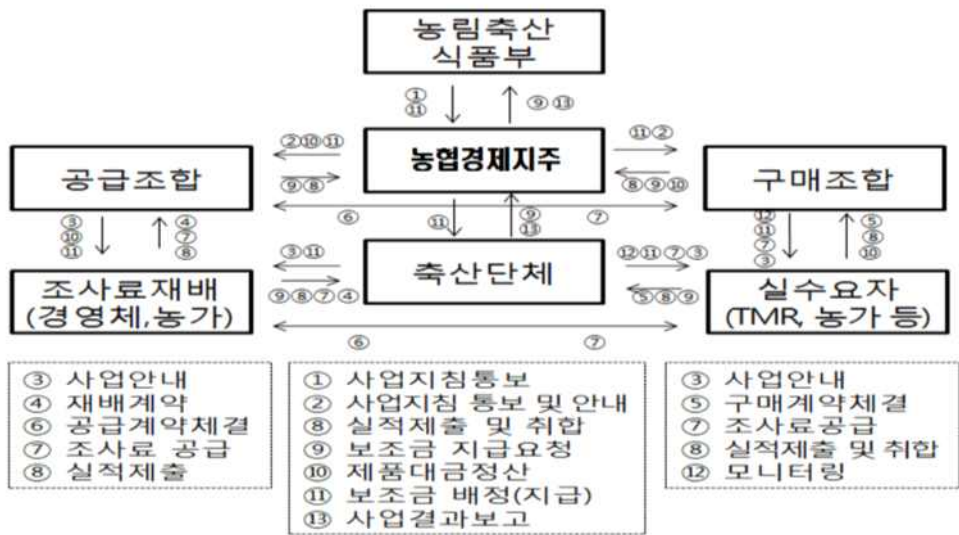 농림축산
식품부
①
⑪
⑨ ⑬
②⑩⑪
농협경제지주
⑪②
공급조합
⑨⑧
⑧⑨⑩
구매조합
⑥
⑦
③
⑩
⑪
④
⑦
⑧
⑪
⑨
⑬
⑫
⑪
⑦
③
⑤
⑧
⑩
③⑪
축산단체
⑫⑪⑦③
조사료재배
(경영체,농가)
⑨⑧⑦④
⑤⑧⑨
실수요자
(TMR, 농가 등)
⑥
⑦
③ 사업안내
④ 재배계약
⑥ 공급계약체결
⑦ 조사료 공급
⑧ 실적제출
① 사업지침통보
② 사업지침 통보 및 안내
⑧ 실적제출 및 취합
⑨ 보조금 지급요청
⑩ 제품대금정산
⑪ 보조금 배정(지급)
⑬ 사업결과보고
③ 사업안내
⑤ 구매계약체결
⑦ 조사료공급
⑧ 실적제출 및 취합
⑫ 모니터링